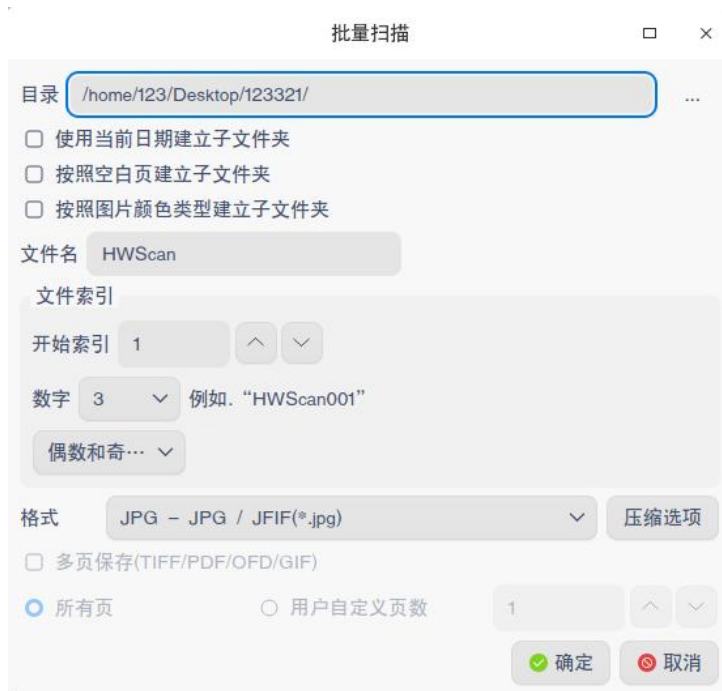 批量扫描
目录 /home/123/Desktop/123321/ ...
使用当前日期建立子文件夹
按照空白页建立子文件夹
按照图片颜色类型建立子文件夹
文件名 HWScan
文件索引
开始索引 1
数字 3 例如.“HWScan001”
偶数和奇···
格式 JPG – JPG / JFIF(*.jpg) 压缩选项
多页保存(TIFF/PDF/OFD/GIF)
所有页 用户自定义页数 1
确定 取消